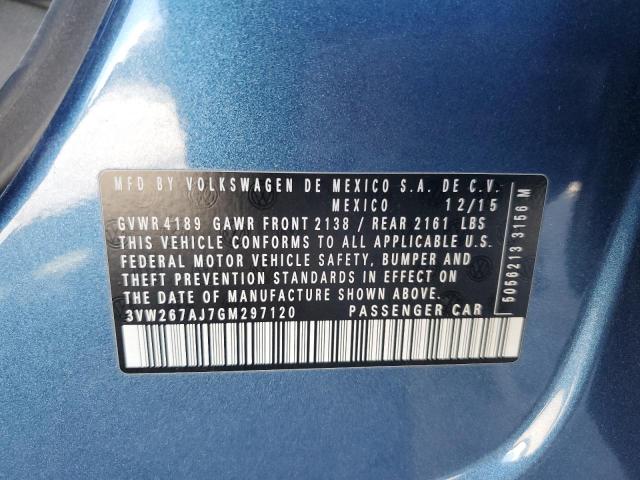 MFD BY VOLKSWAGEN DE MEXICO S.A. DE C.V.
MEXICO 12/15
GVWR 4189 GAWR FRONT 2138 / REAR 2161 LBS
THIS VEHICLE CONFORMS TO ALL APPLICABLE U.S.
FEDERAL MOTOR VEHICLE SAFETY, BUMPER AND
THEFT PREVENTION STANDARDS IN EFFECT ON
THE DATE OF MANUFACTURE SHOWN ABOVE.
3VW267AJ7GM297120 PASSENGER CAR
5056213 3156 M